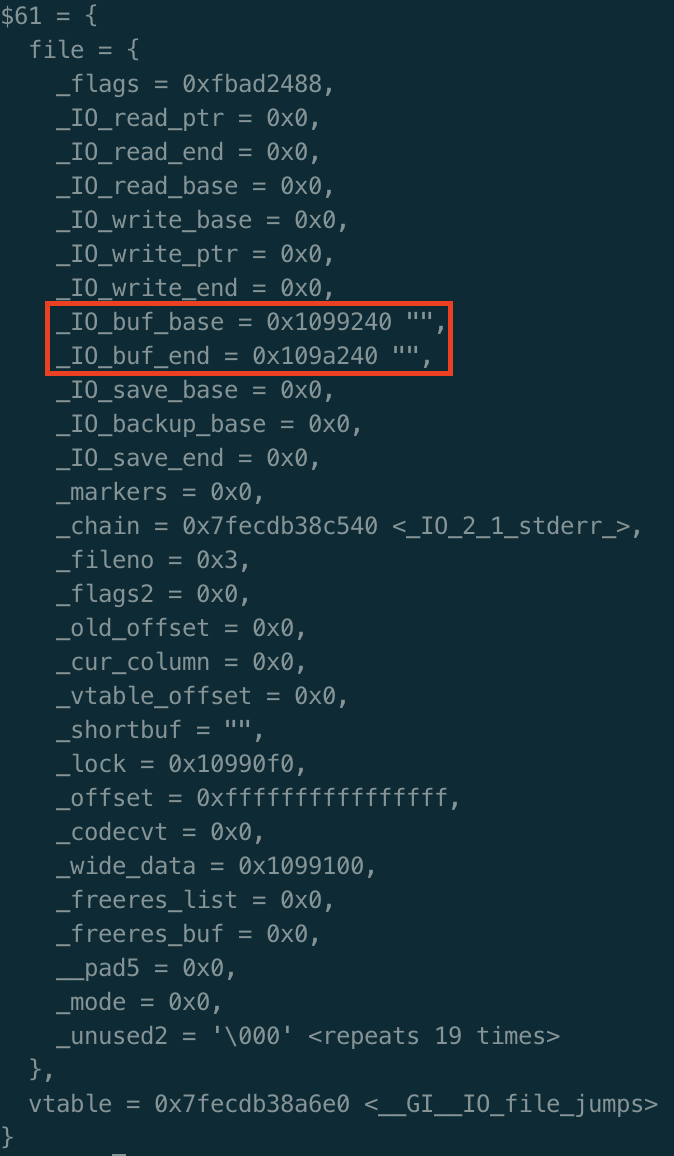 $61 = {
  file = {
    _flags = 0xfbad2488,
    _IO_read_ptr = 0x0,
    _IO_read_end = 0x0,
    _IO_read_base = 0x0,
    _IO_write_base = 0x0,
    _IO_write_ptr = 0x0,
    _IO_write_end = 0x0,
    _IO_buf_base = 0x1099240 "",
    _IO_buf_end = 0x109a240 "",
    _IO_save_base = 0x0,
    _IO_backup_base = 0x0,
    _IO_save_end = 0x0,
    _markers = 0x0,
    _chain = 0x7fecdb38c540 <_IO_2_1_stderr_>,
    _fileno = 0x3,
    _flags2 = 0x0,
    _old_offset = 0x0,
    _cur_column = 0x0,
    _vtable_offset = 0x0,
    _shortbuf = "",
    _lock = 0x10990f0,
    _offset = 0xffffffffffffffff,
    _codecvt = 0x0,
    _wide_data = 0x1099100,
    _freeres_list = 0x0,
    _freeres_buf = 0x0,
    __pad5 = 0x0,
    _mode = 0x0,
    _unused2 = '\000' <repeats 19 times>
  },
  vtable = 0x7fecdb38a6e0 <__GI__IO_file_jumps>
}